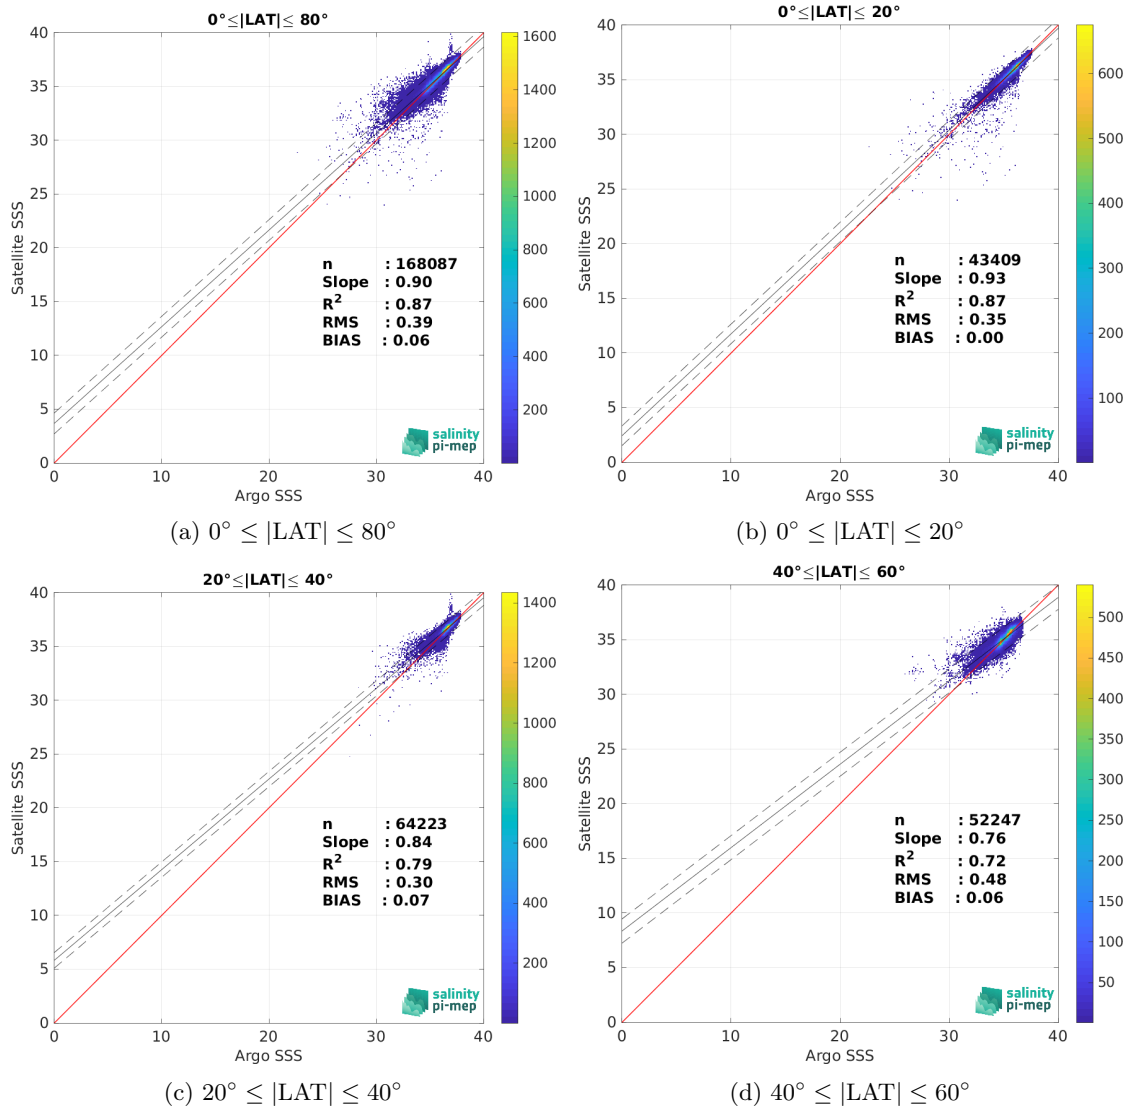 0°≤|LAT|≤ 80°
40
35
30
25
20
15
10
5
0
Satellite SSS
0
10
20
30
40
Argo SSS
1600
1400
1200
1000
800
600
400
200
n : 168087
Slope : 0.90
R² : 0.87
RMS : 0.39
BIAS : 0.06
salinity
pi-mep
(a) 0° ≤ |LAT| ≤ 80°
0°≤|LAT|≤ 20°
40
35
30
25
20
15
10
5
0
Satellite SSS
0
10
20
30
40
Argo SSS
600
500
400
300
200
100
n : 43409
Slope : 0.93
R² : 0.87
RMS : 0.35
BIAS : 0.00
salinity
pi-mep
(b) 0° ≤ |LAT| ≤ 20°
20°≤|LAT|≤ 40°
40
35
30
25
20
15
10
5
0
Satellite SSS
0
10
20
30
40
Argo SSS
1400
1200
1000
800
600
400
200
n : 64223
Slope : 0.84
R² : 0.79
RMS : 0.30
BIAS : 0.07
salinity
pi-mep
(c) 20° ≤ |LAT| ≤ 40°
40°≤|LAT|≤ 60°
40
35
30
25
20
15
10
5
0
Satellite SSS
0
10
20
30
40
Argo SSS
500
450
400
350
300
250
200
150
100
50
n : 52247
Slope : 0.76
R² : 0.72
RMS : 0.48
BIAS : 0.06
salinity
pi-mep
(d) 40° ≤ |LAT| ≤ 60°